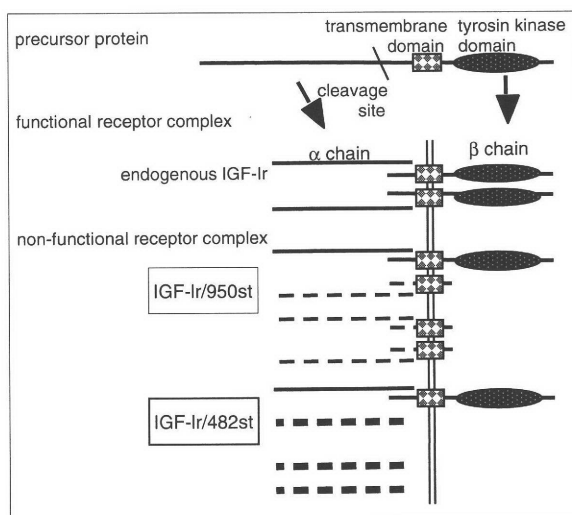 transmembrane tyrosin kinase
precursor protein domain domain
cleavage
site
functional receptor complex
α chain β chain
endogenous IGF-Ir
non-functional receptor complex
IGF-Ir/950st
IGF-Ir/482st